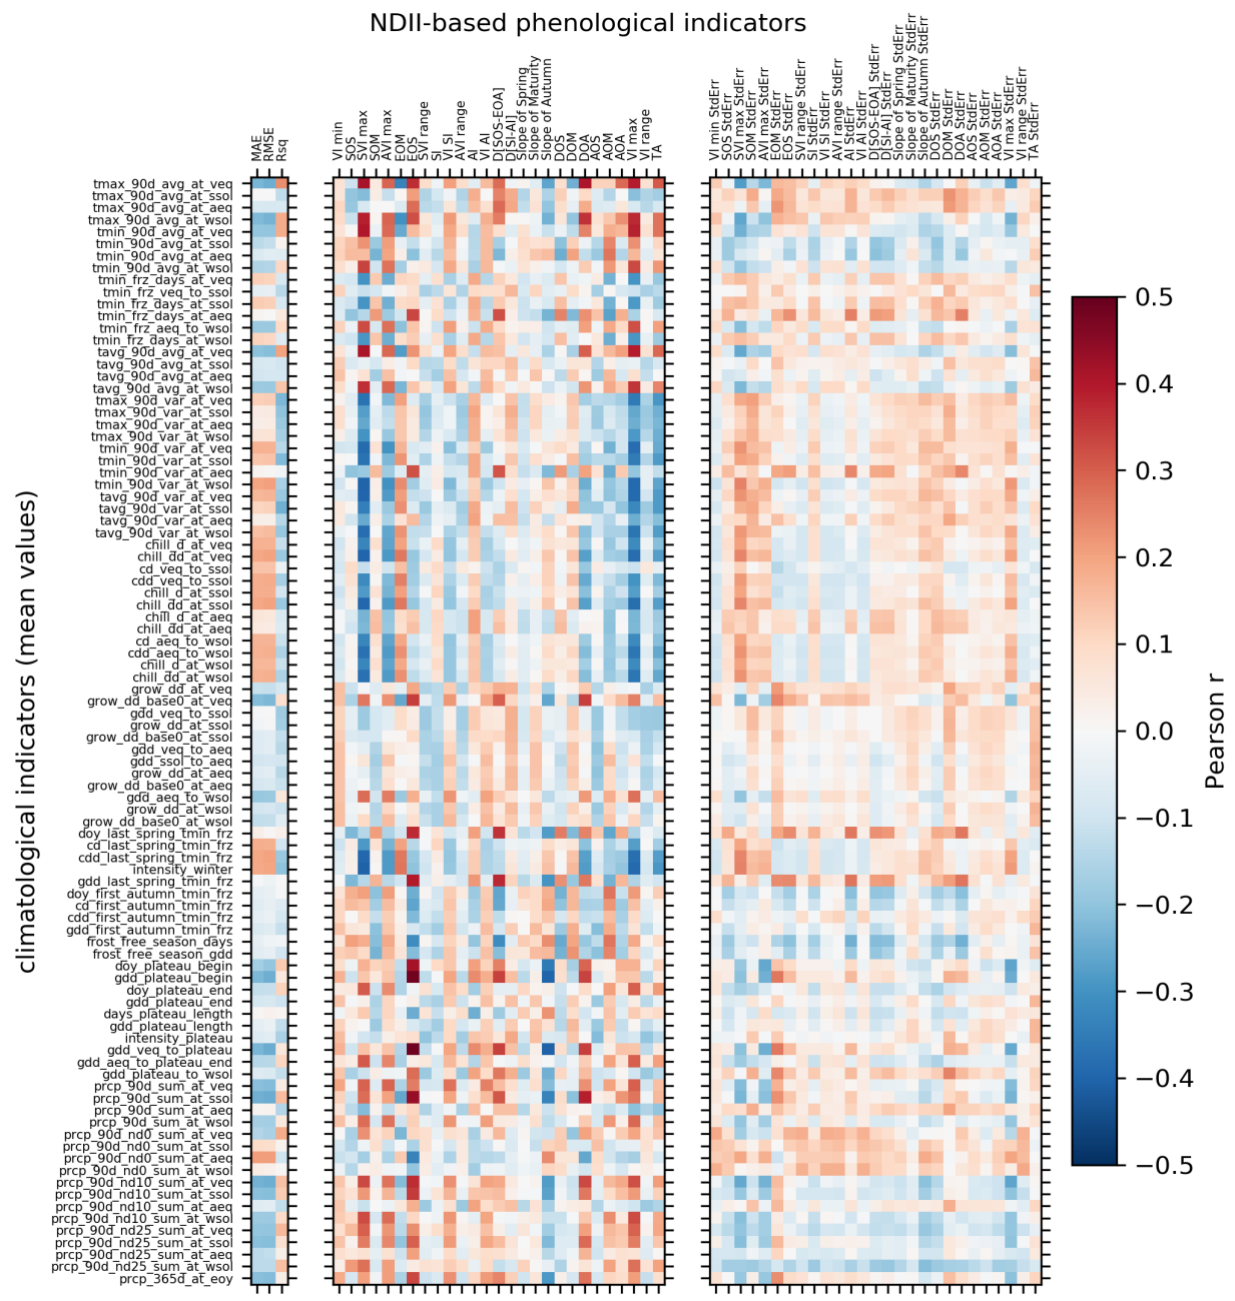 NDII-based phenological indicators
MAE
RMSE
Rsq
VI min
SOS
SVI max
SOM
AVI max
EOM
EOS
SVI range
SI
VI SI
AVI range
AI
VI AI
D[SOS-EOA]
D[SI-AI]
Slope of Spring
Slope of Maturity
Slope of Autumn
DOS
DOM
DOA
AOS
AOM
AOA
VI max
VI range
TA
VI min StdErr
SOS StdErr
SVI max StdErr
SOM StdErr
AVI max StdErr
EOM StdErr
EOS StdErr
SVI range StdErr
SI StdErr
VI SI StdErr
AVI range StdErr
AI StdErr
VI AI StdErr
D[SOS-EOA] StdErr
D[SI-AI] StdErr
Slope of Spring StdErr
Slope of Maturity StdErr
Slope of Autumn StdErr
DOS StdErr
DOM StdErr
DOA StdErr
AOS StdErr
AOM StdErr
AOA StdErr
VI max StdErr
VI range StdErr
TA StdErr
climatological indicators (mean values)
tmax_90d_avg_at_veq
tmax_90d_avg_at_ssol
tmax_90d_avg_at_aeq
tmax_90d_avg_at_wsol
tmin_90d_avg_at_veq
tmin_90d_avg_at_ssol
tmin_90d_avg_at_aeq
tmin_90d_avg_at_wsol
tmin_frz_days_at_veq
tmin_frz_veq_to_ssol
tmin_frz_days_at_ssol
tmin_frz_days_at_aeq
tmin_frz_aeq_to_wsol
tmin_frz_days_at_wsol
tavg_90d_avg_at_veq
tavg_90d_avg_at_ssol
tavg_90d_avg_at_aeq
tavg_90d_avg_at_wsol
tmax_90d_var_at_veq
tmax_90d_var_at_ssol
tmax_90d_var_at_aeq
tmax_90d_var_at_wsol
tmin_90d_var_at_veq
tmin_90d_var_at_ssol
tmin_90d_var_at_aeq
tmin_90d_var_at_wsol
tavg_90d_var_at_veq
tavg_90d_var_at_ssol
tavg_90d_var_at_aeq
tavg_90d_var_at_wsol
chill_d_at_veq
chill_dd_at_veq
cd_veq_to_ssol
cdd_veq_to_ssol
chill_d_at_ssol
chill_dd_at_ssol
chill_d_at_aeq
chill_dd_at_aeq
cd_aeq_to_wsol
cdd_aeq_to_wsol
chill_d_at_wsol
chill_dd_at_wsol
grow_dd_at_veq
grow_dd_base0_at_veq
gdd_veq_to_ssol
grow_dd_at_ssol
grow_dd_base0_at_ssol
gdd_veq_to_aeq
gdd_ssol_to_aeq
grow_dd_at_aeq
grow_dd_base0_at_aeq
gdd_aeq_to_wsol
grow_dd_at_wsol
grow_dd_base0_at_wsol
doy_last_spring_tmin_frz
cd_last_spring_tmin_frz
cdd_last_spring_tmin_frz
intensity_winter
gdd_last_spring_tmin_frz
doy_first_autumn_tmin_frz
cd_first_autumn_tmin_frz
cdd_first_autumn_tmin_frz
gdd_first_autumn_tmin_frz
frost_free_season_days
frost_free_season_gdd
doy_plateau_begin
gdd_plateau_begin
doy_plateau_end
gdd_plateau_end
days_plateau_length
gdd_plateau_length
intensity_plateau
gdd_veq_to_plateau
gdd_aeq_to_plateau_end
gdd_plateau_to_wsol
prcp_90d_sum_at_veq
prcp_90d_sum_at_ssol
prcp_90d_sum_at_aeq
prcp_90d_sum_at_wsol
prcp_90d_nd0_sum_at_veq
prcp_90d_nd0_sum_at_ssol
prcp_90d_nd0_sum_at_aeq
prcp_90d_nd0_sum_at_wsol
prcp_90d_nd10_sum_at_veq
prcp_90d_nd10_sum_at_ssol
prcp_90d_nd10_sum_at_aeq
prcp_90d_nd10_sum_at_wsol
prcp_90d_nd25_sum_at_veq
prcp_90d_nd25_sum_at_ssol
prcp_90d_nd25_sum_at_aeq
prcp_90d_nd25_sum_at_wsol
prcp_365d_at_eoy
0.5
0.4
0.3
0.2
0.1
0.0
−0.1
−0.2
−0.3
−0.4
−0.5
Pearson r